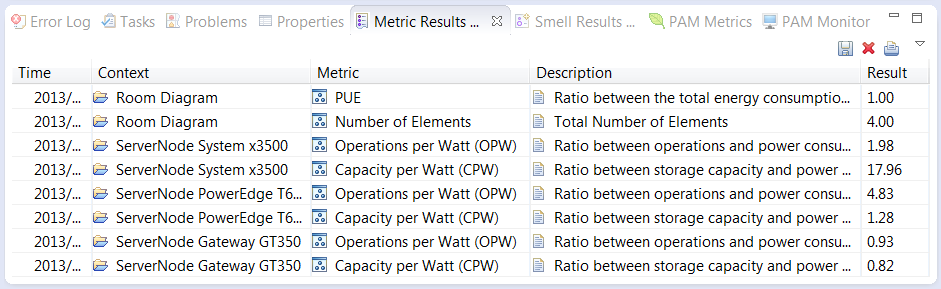 Error Log Tasks Problems Properties Metric Results ... Smell Results ... PAM Metrics PAM Monitor
Time Context Metric Description Result
2013/... Room Diagram PUE Ratio between the total energy consumptio... 1.00
2013/... Room Diagram Number of Elements Total Number of Elements 4.00
2013/... ServerNode System x3500 Operations per Watt (OPW) Ratio between operations and power consu... 1.98
2013/... ServerNode System x3500 Capacity per Watt (CPW) Ratio between storage capacity and power ... 17.96
2013/... ServerNode PowerEdge T6... Operations per Watt (OPW) Ratio between operations and power consu... 4.83
2013/... ServerNode PowerEdge T6... Capacity per Watt (CPW) Ratio between storage capacity and power ... 1.28
2013/... ServerNode Gateway GT350 Operations per Watt (OPW) Ratio between operations and power consu... 0.93
2013/... ServerNode Gateway GT350 Capacity per Watt (CPW) Ratio between storage capacity and power ... 0.82